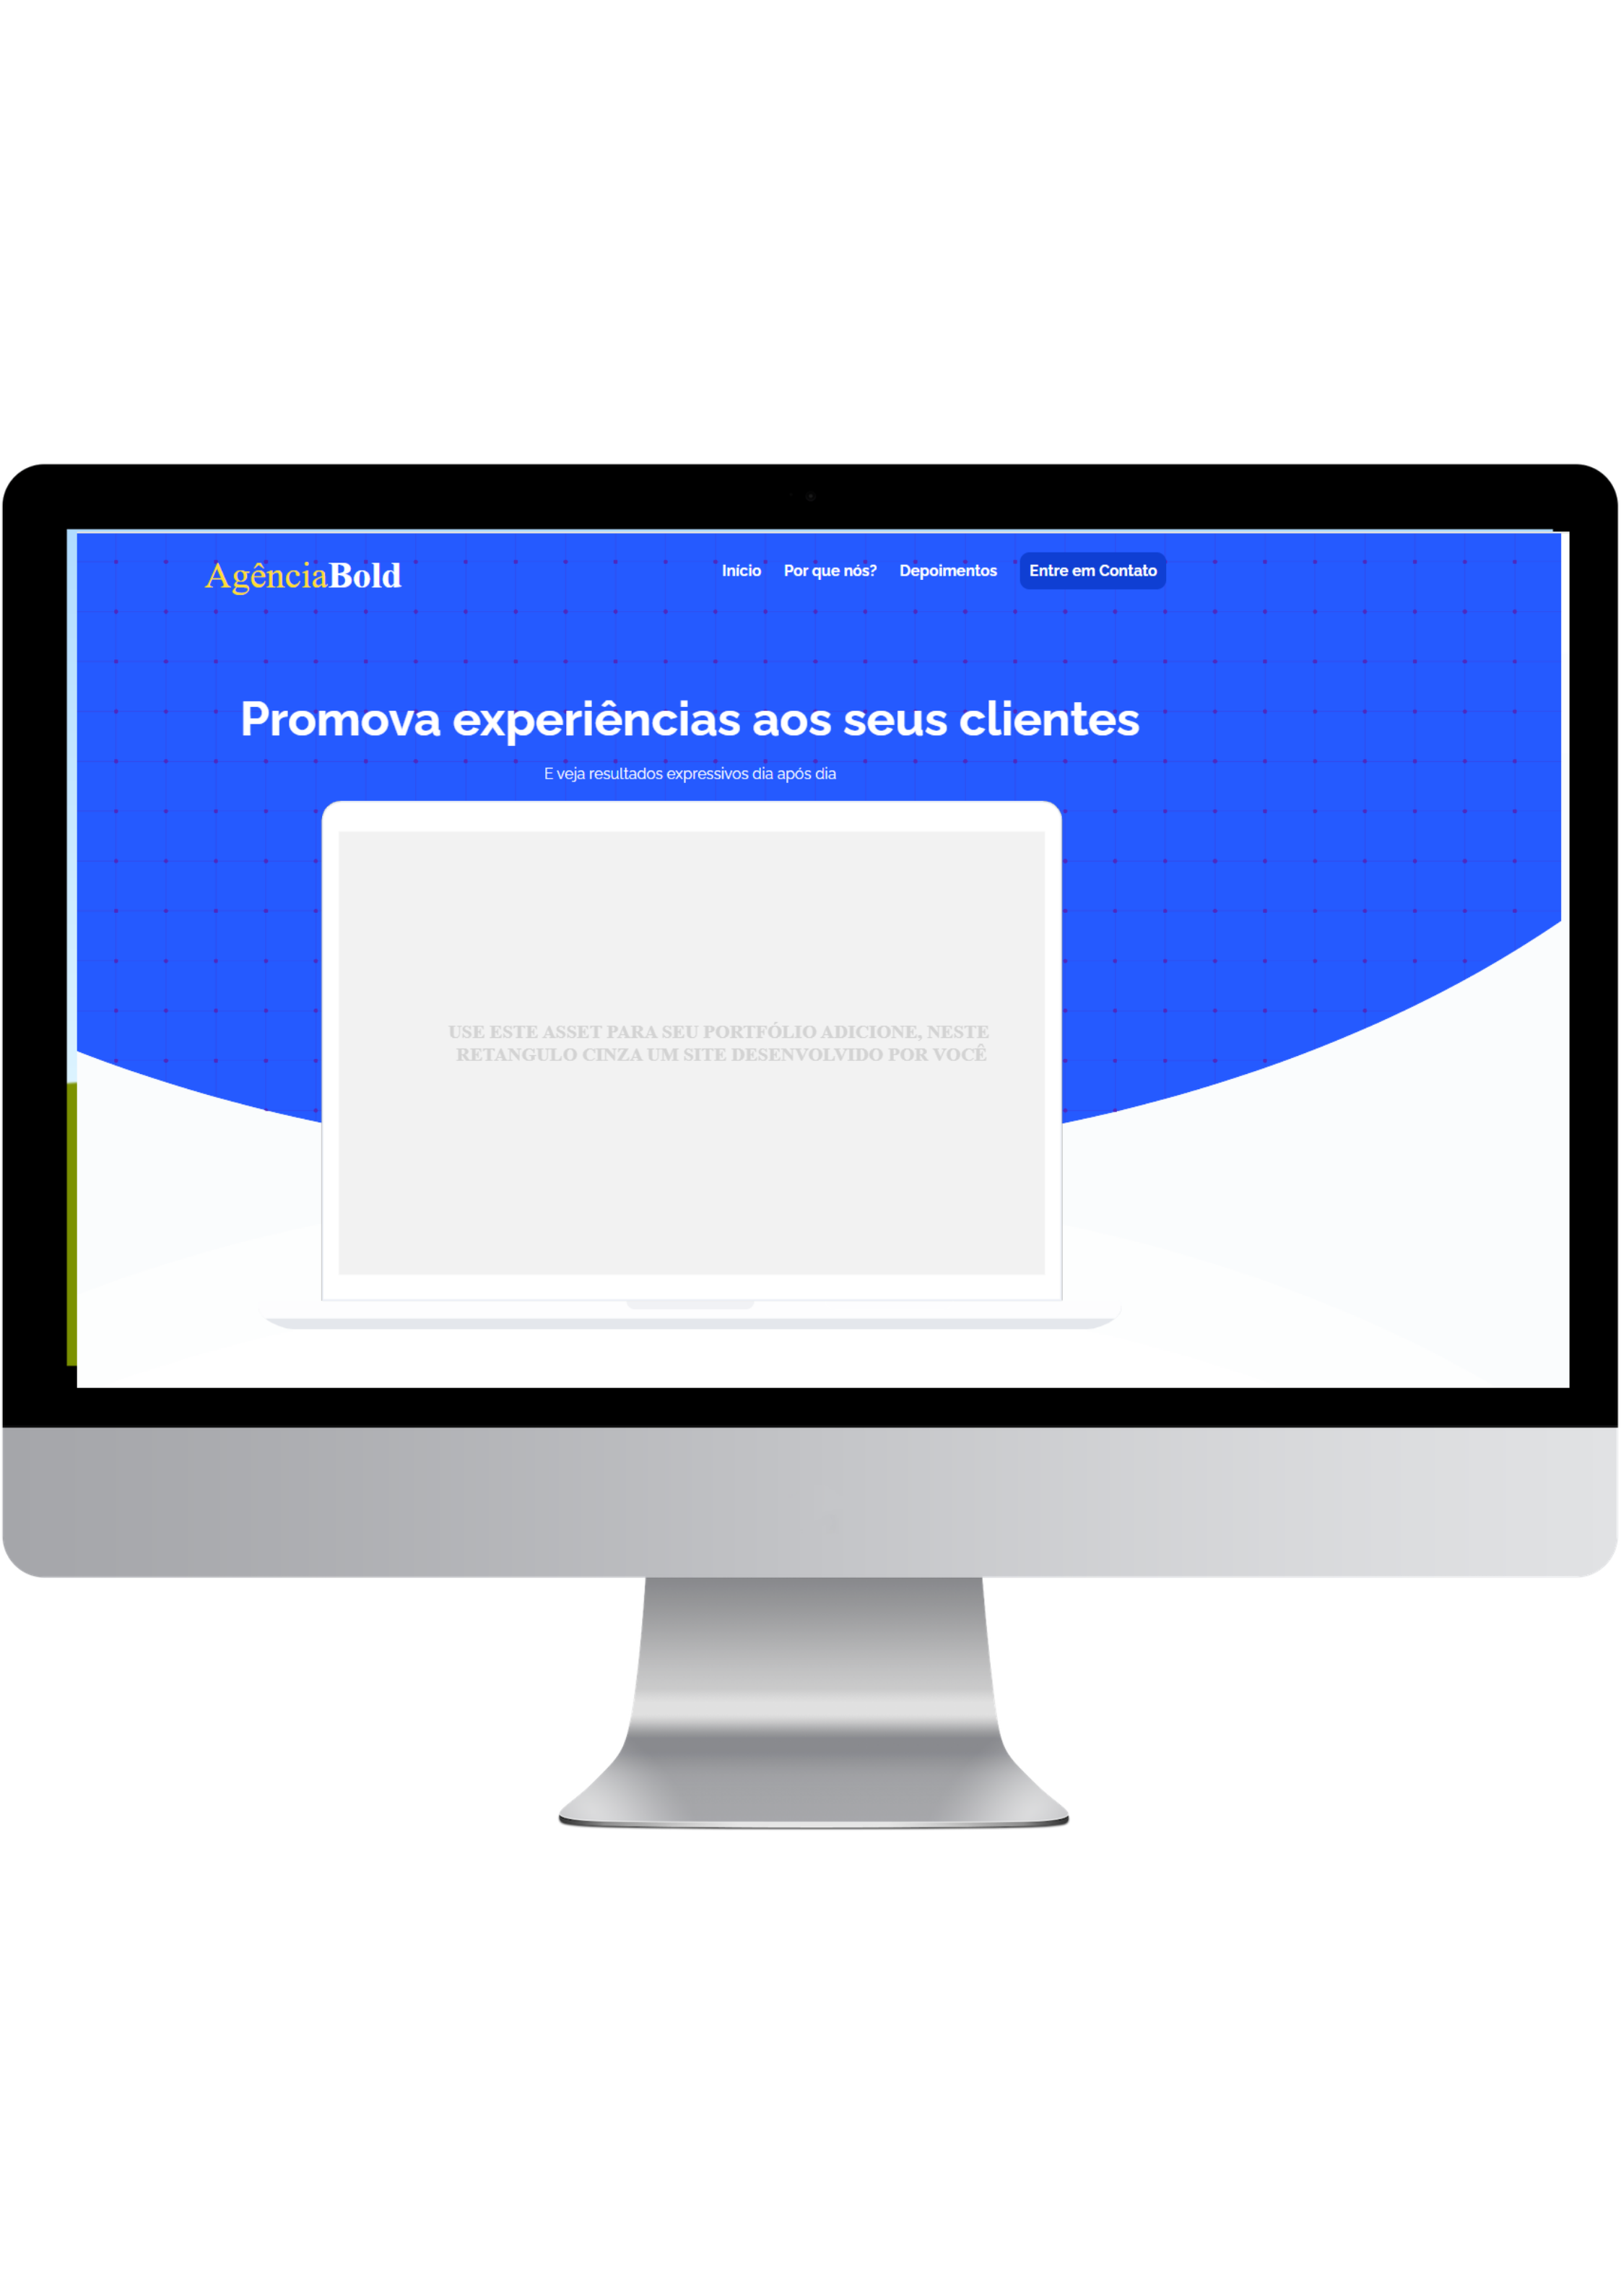 AgênciaBold
Início Por que nós? Depoimentos Entre em Contato
Promova experiências aos seus clientes
E veja resultados expressivos dia após dia
USE ESTE ASSET PARA SEU PORTFÓLIO ADICIONE, NESTE
RETANGULO CINZA UM SITE DESENVOLVIDO POR VOCÊ